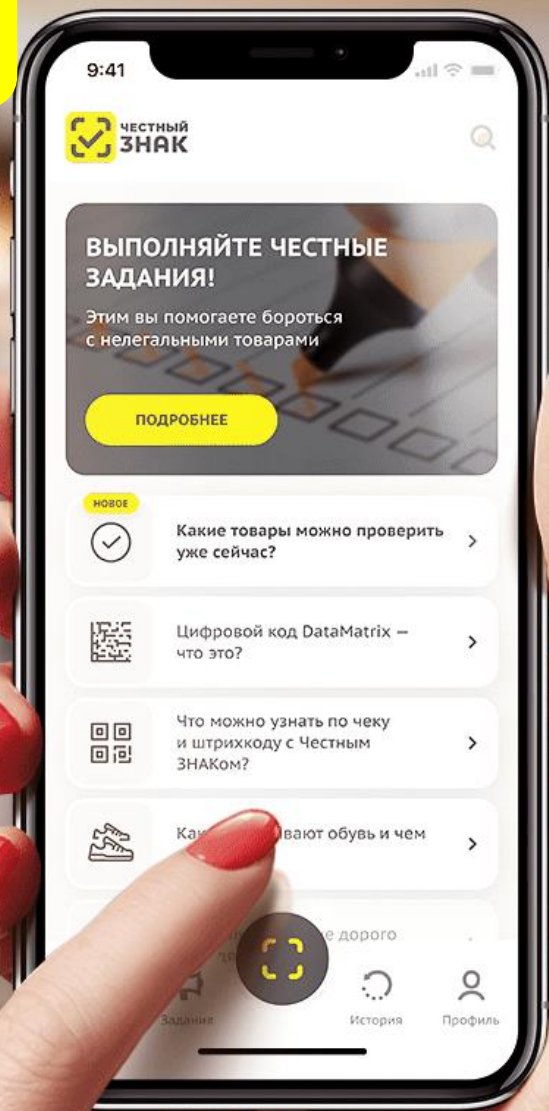 9:41
ЧЕСТНЫЙ
ЗНАК
ВЫПОЛНЯЙТЕ ЧЕСТНЫЕ
ЗАДАНИЯ!
Этим вы помогаете бороться
с нелегальными товарами
ПОДРОБНЕЕ
НОВОЕ
Какие товары можно проверить
уже сейчас?
Цифровой код DataMatrix —
что это?
Что можно узнать по чеку
и штрихкоду с Честным
ЗНАКом?
обувь и чем
дорого
Задания
История
Профиль